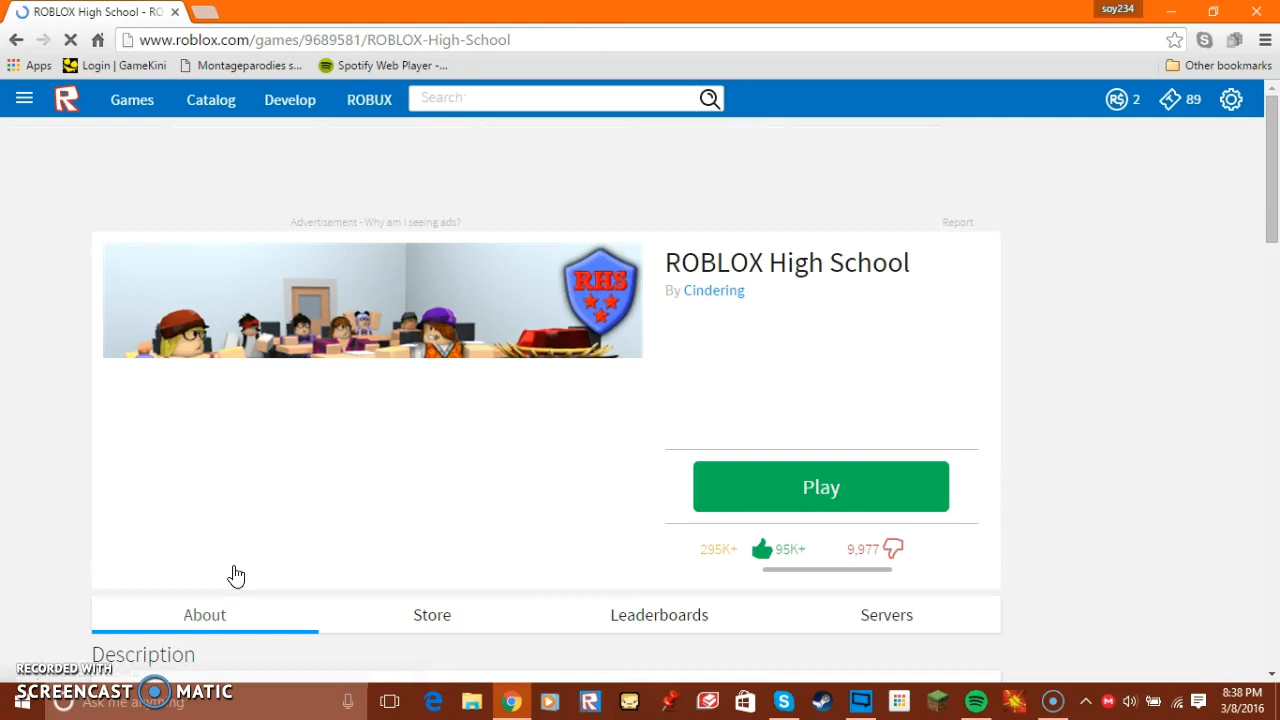 ROBLOX High School - RO
soy234
www.roblox.com/games/9689581/ROBLOX-High-School
Apps
Login | GameKini
Montageparodies s...
Spotify Web Player -...
Other bookmarks
R
Games
Catalog
Develop
ROBUX
Search
R$ 2
89
Advertisement - Why am I seeing ads?
Report
RHS
ROBLOX High School
By Cindering
Play
295K+
95K+
9,977
About
Store
Leaderboards
Servers
Description
RECORDED WITH
SCREENCAST MATIC
Ask me anything
8:38 PM
3/8/2016